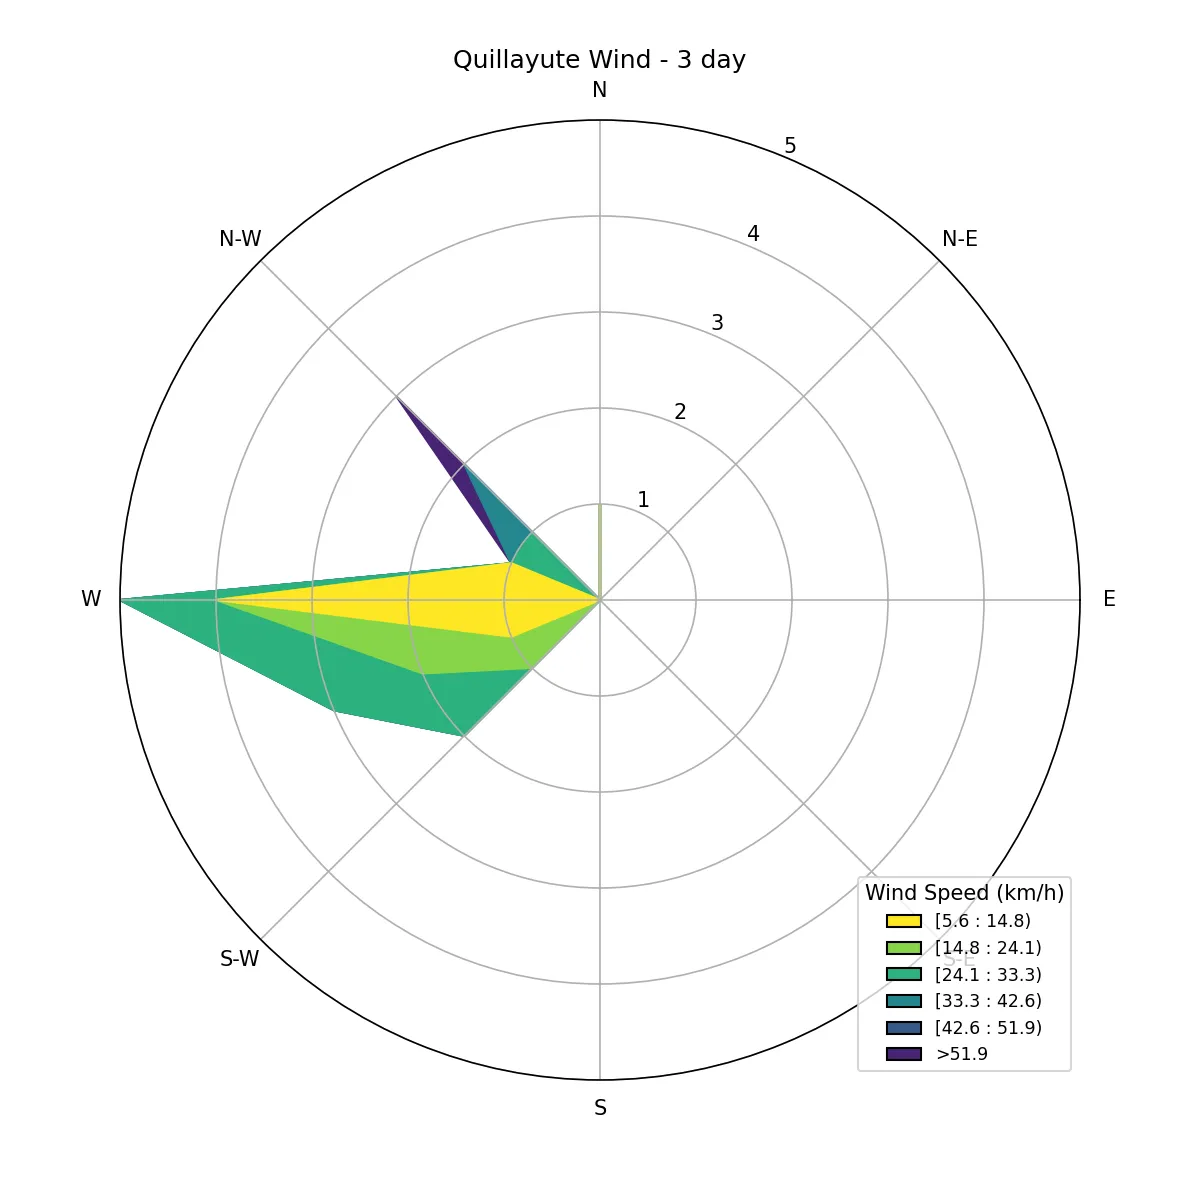 Quillayute Wind - 3 day
N
5
N-W
4
N-E
3
2
1
W
E
S-W
S-E
S
Wind Speed (km/h)
[5.6 : 14.8)
[14.8 : 24.1)
[24.1 : 33.3)
[33.3 : 42.6)
[42.6 : 51.9)
>51.9